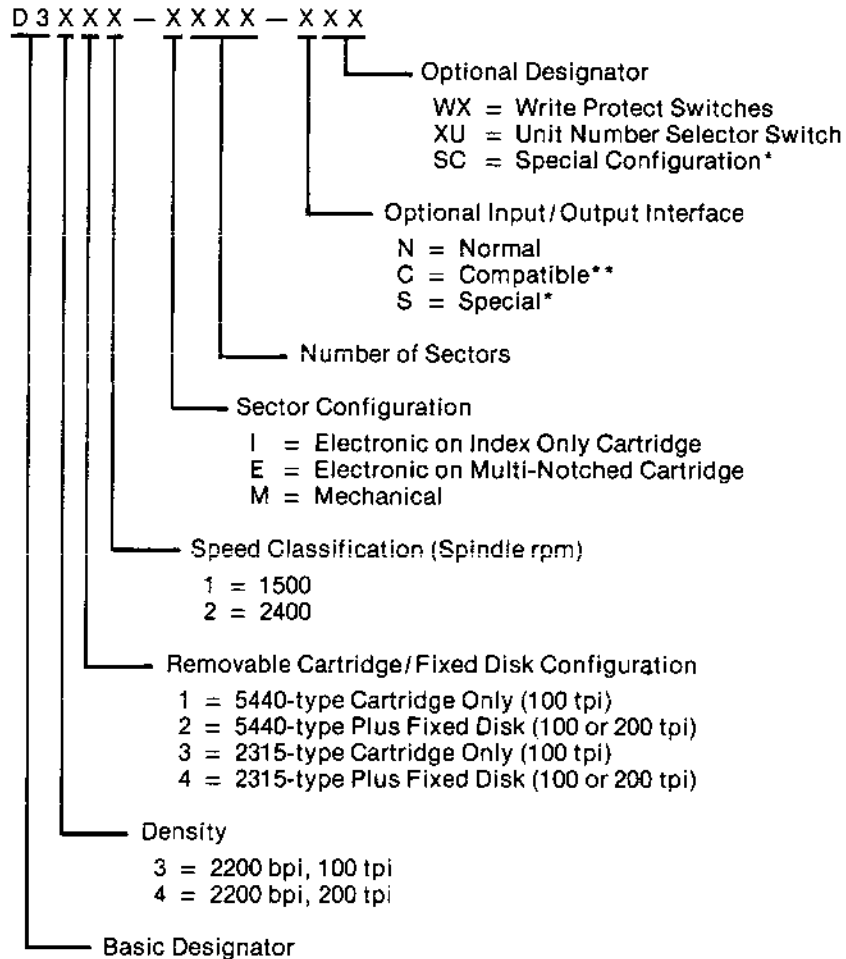 D 3 X X X — X X X X — X X X
Optional Designator
WX = Write Protect Switches
XU = Unit Number Selector Switch
SC = Special Configuration*
Optional Input/Output Interface
N = Normal
C = Compatible**
S = Special*
Number of Sectors
Sector Configuration
I = Electronic on Index Only Cartridge
E = Electronic on Multi-Notched Cartridge
M = Mechanical
Speed Classification (Spindle rpm)
1 = 1500
2 = 2400
Removable Cartridge/Fixed Disk Configuration
1 = 5440-type Cartridge Only (100 tpi)
2 = 5440-type Plus Fixed Disk (100 or 200 tpi)
3 = 2315-type Cartridge Only (100 tpi)
4 = 2315-type Plus Fixed Disk (100 or 200 tpi)
Density
3 = 2200 bpi, 100 tpi
4 = 2200 bpi, 200 tpi
Basic Designator